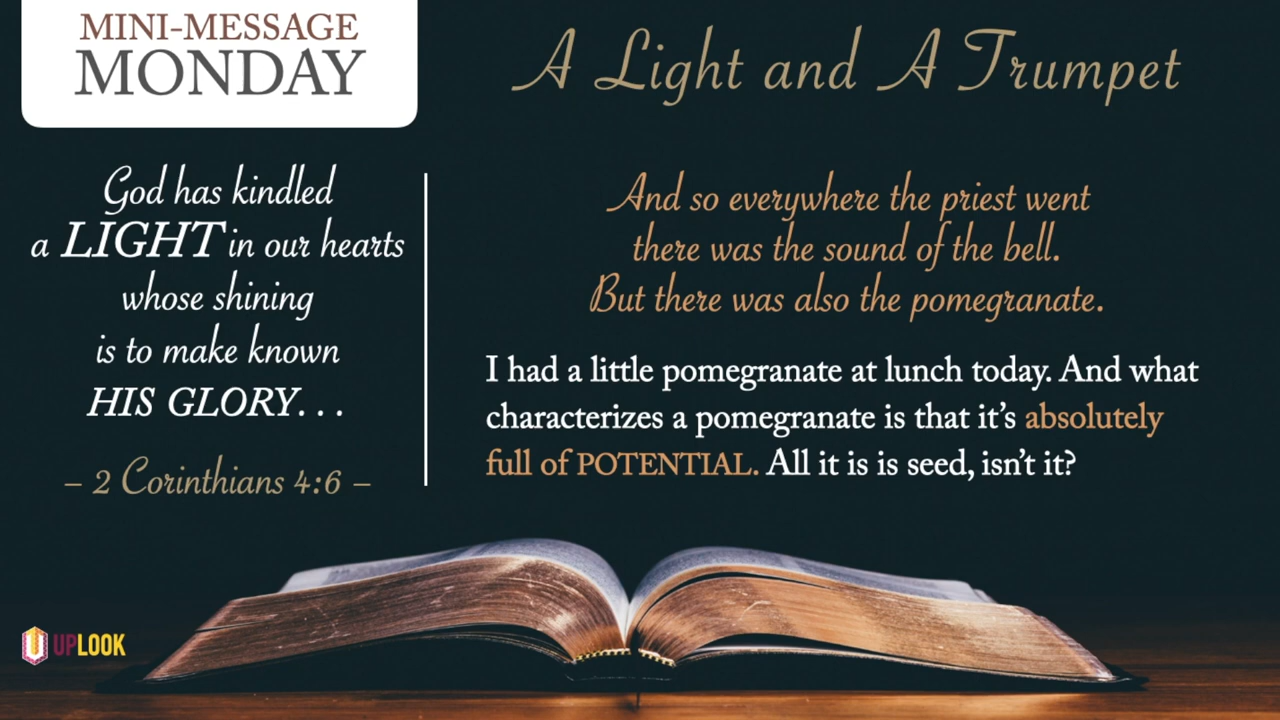 MINI-MESSAGE
MONDAY
A Light and A Trumpet
God has kindled
a LIGHT in our hearts
whose shining
is to make known
HIS GLORY...
– 2 Corinthians 4:6 –
And so everywhere the priest went
there was the sound of the bell.
But there was also the pomegranate.
I had a little pomegranate at lunch today. And what
characterizes a pomegranate is that it's absolutely
full of POTENTIAL. All it is is seed, isn't it?
UPLOOK